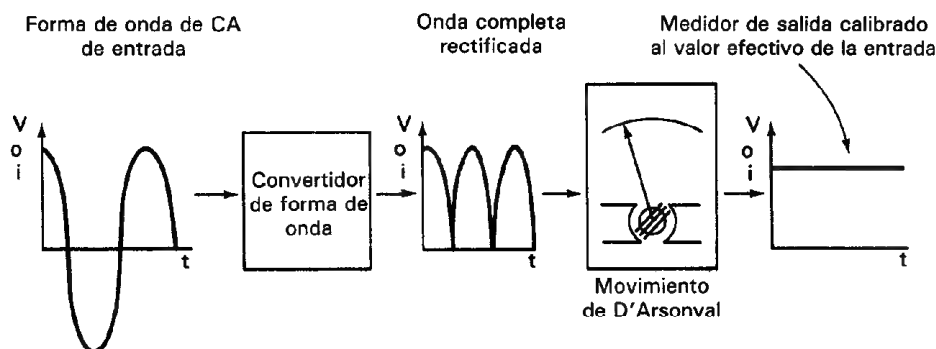 Forma de onda de CA
de entrada
Onda completa
rectificada
Medidor de salida calibrado
al valor efectivo de la entrada
V
o
i
t
Convertidor
de forma de
onda
V
o
i
t
Movimiento
de D'Arsonval
V
o
i
t